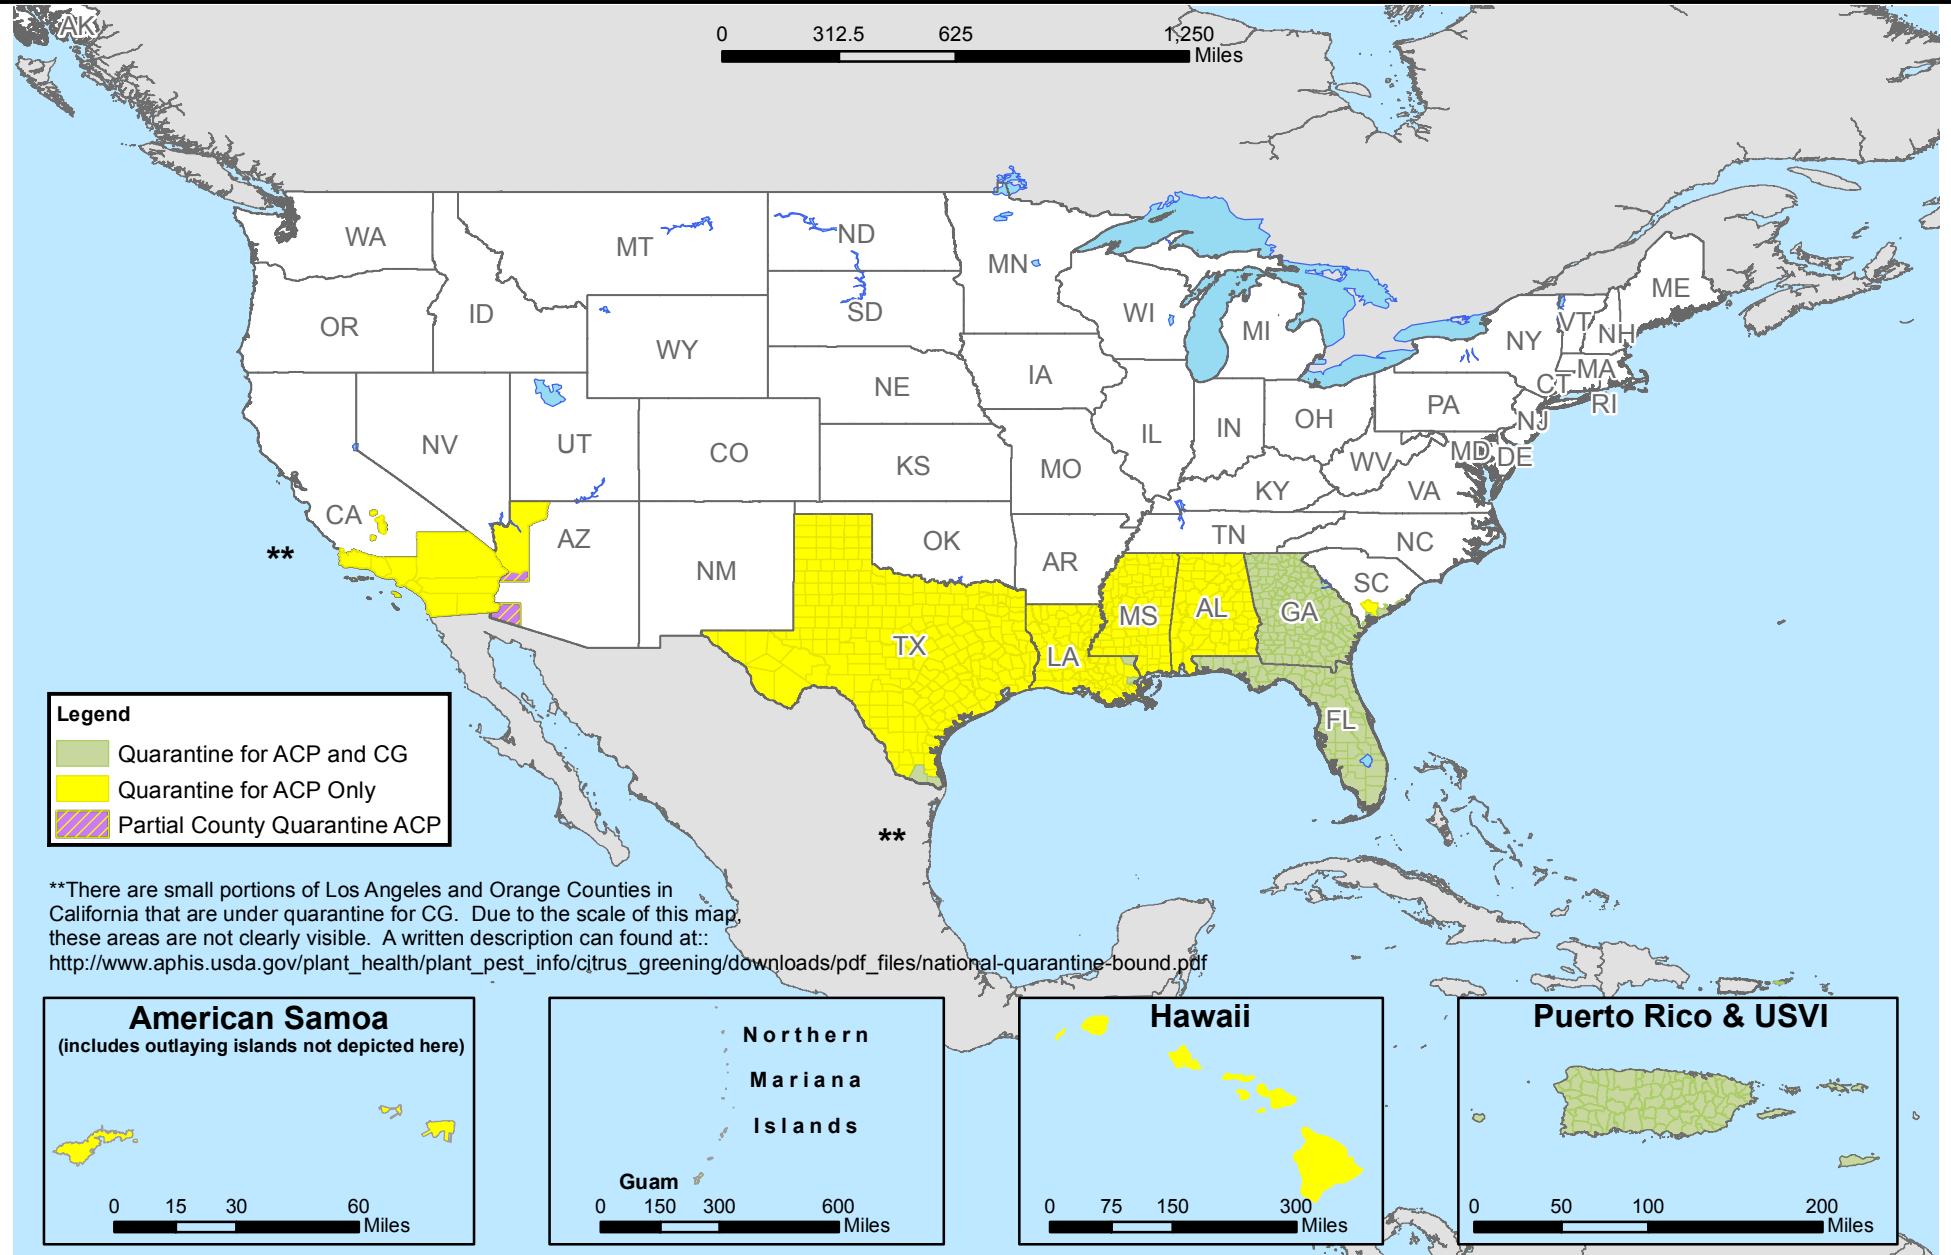 AK
0 312.5 625 1,250
Miles
WA
MT
ND
MN
ME
OR
ID
SD
WI
MI
VT
NH
NY
WY
MA
IA
CT
NE
RI
PA
NJ
OH
NV
UT
CO
IL
IN
MD
DE
KS
MO
WV
KY
VA
CA
AZ
OK
TN
NC
**
NM
AR
SC
MS
AL
GA
TX
LA
FL
Legend
Quarantine for ACP and CG
Quarantine for ACP Only
Partial County Quarantine ACP
**
**There are small portions of Los Angeles and Orange Counties in
California that are under quarantine for CG. Due to the scale of this map,
these areas are not clearly visible. A written description can found at::
http://www.aphis.usda.gov/plant_health/plant_pest_info/citrus_greening/downloads/pdf_files/national-quarantine-bound.pdf
American Samoa
(includes outlaying islands not depicted here)
0 15 30 60
Miles
Northern
Mariana
Islands
Guam
0 150 300 600
Miles
Hawaii
0 75 150 300
Miles
Puerto Rico & USVI
0 50 100 200
Miles